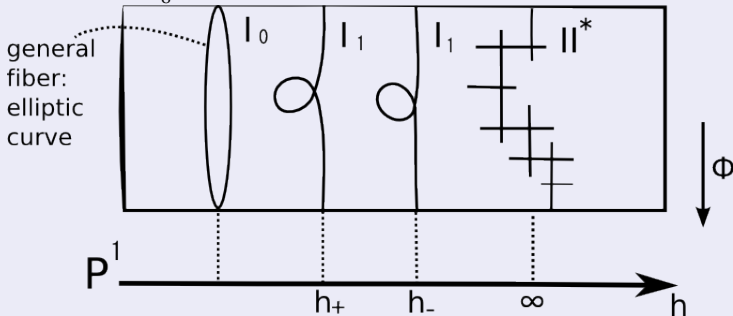 general
fiber:
elliptic
curve
I₀
I₁
I₁
II*
Φ
P¹
h₊
h₋
∞
h